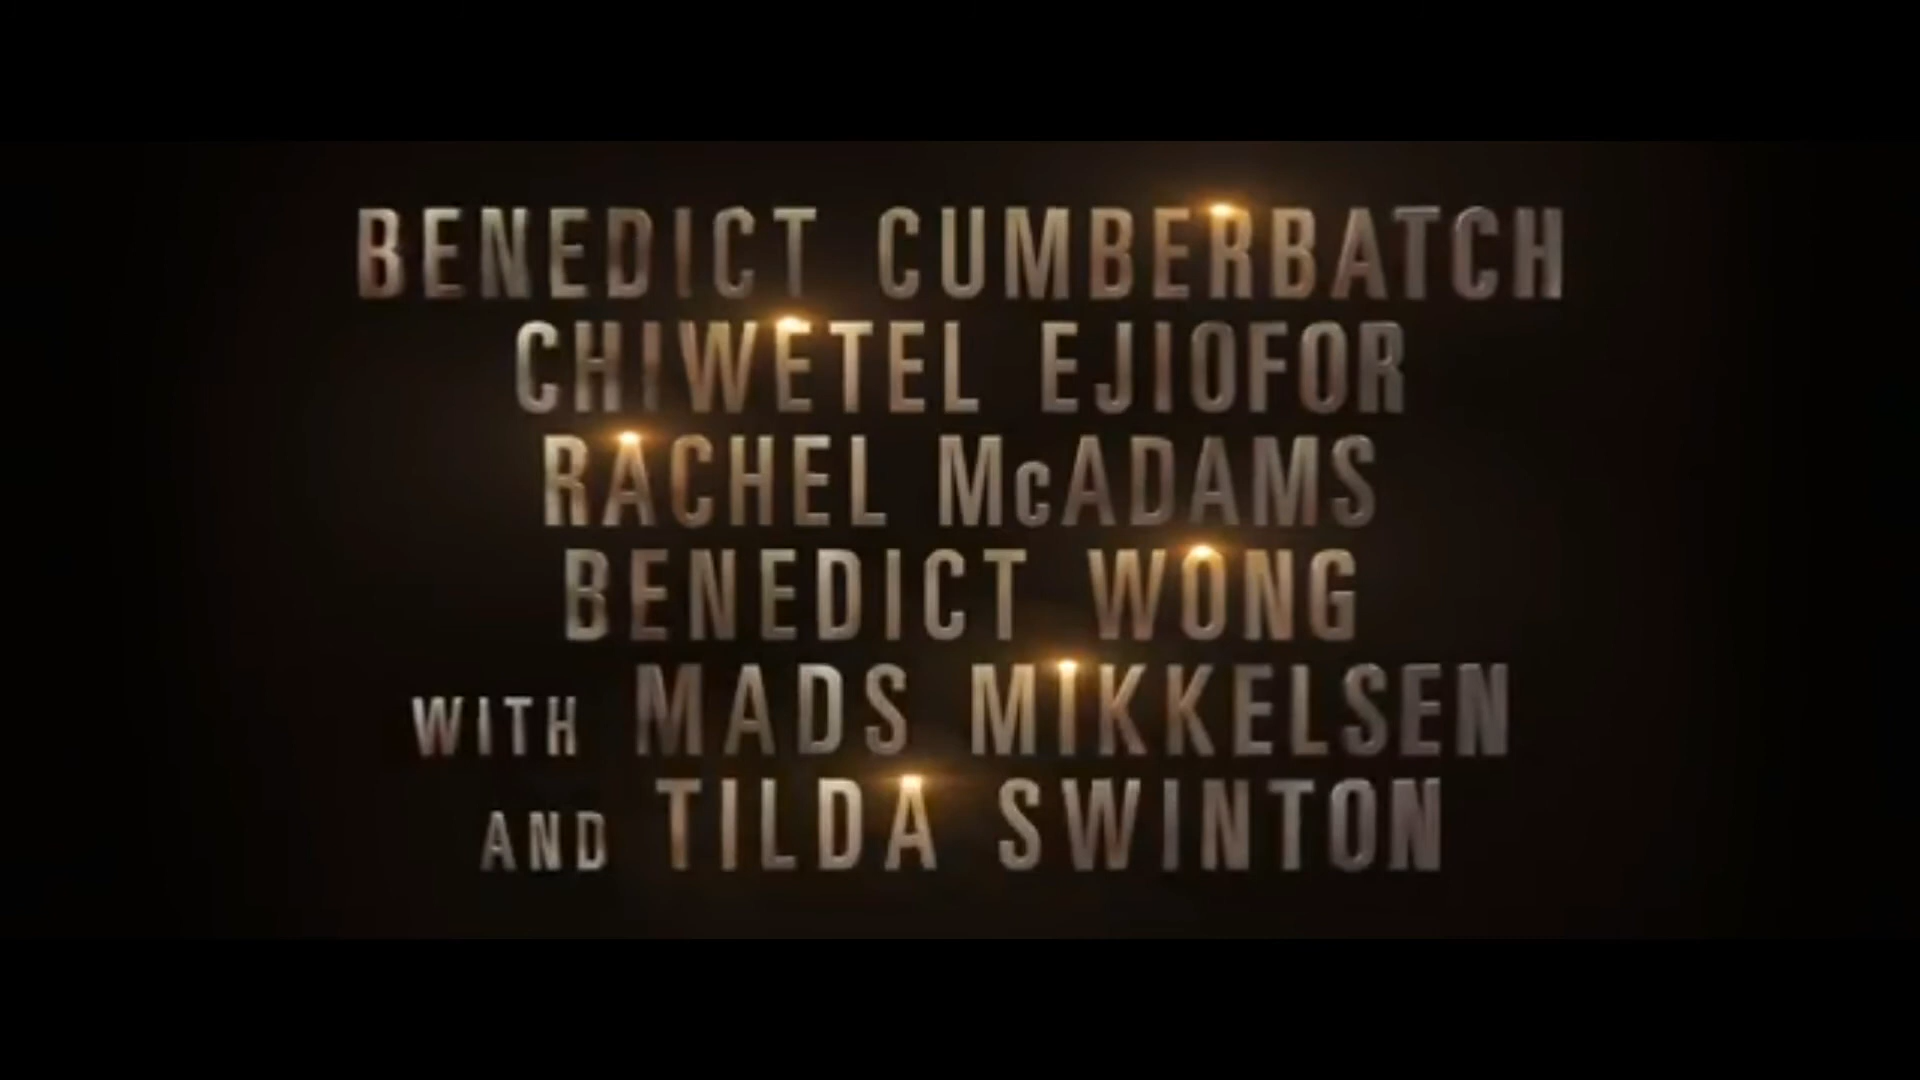 BENEDICT CUMBERBATCH
CHIWETEL EJIOFOR
RACHEL McADAMS
BENEDICT WONG
WITH MADS MIKKELSEN
AND TILDA SWINTON